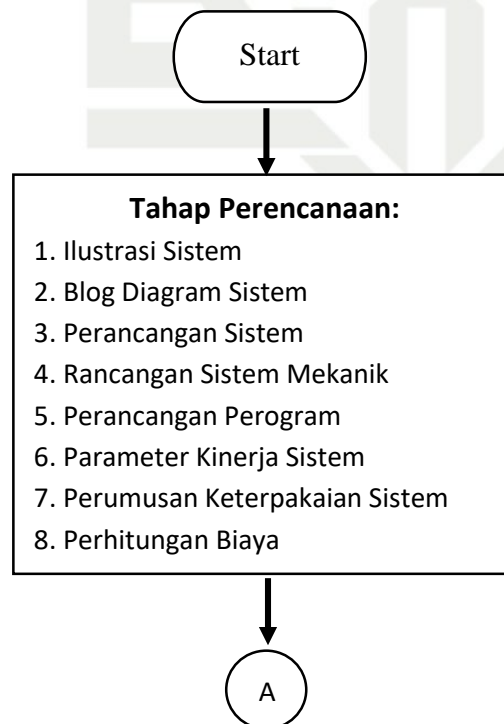 Start
Tahap Perencanaan:
1. Ilustrasi Sistem
2. Blog Diagram Sistem
3. Perancangan Sistem
4. Rancangan Sistem Mekanik
5. Perancangan Perogram
6. Parameter Kinerja Sistem
7. Perumusan Keterpakaian Sistem
8. Perhitungan Biaya
A